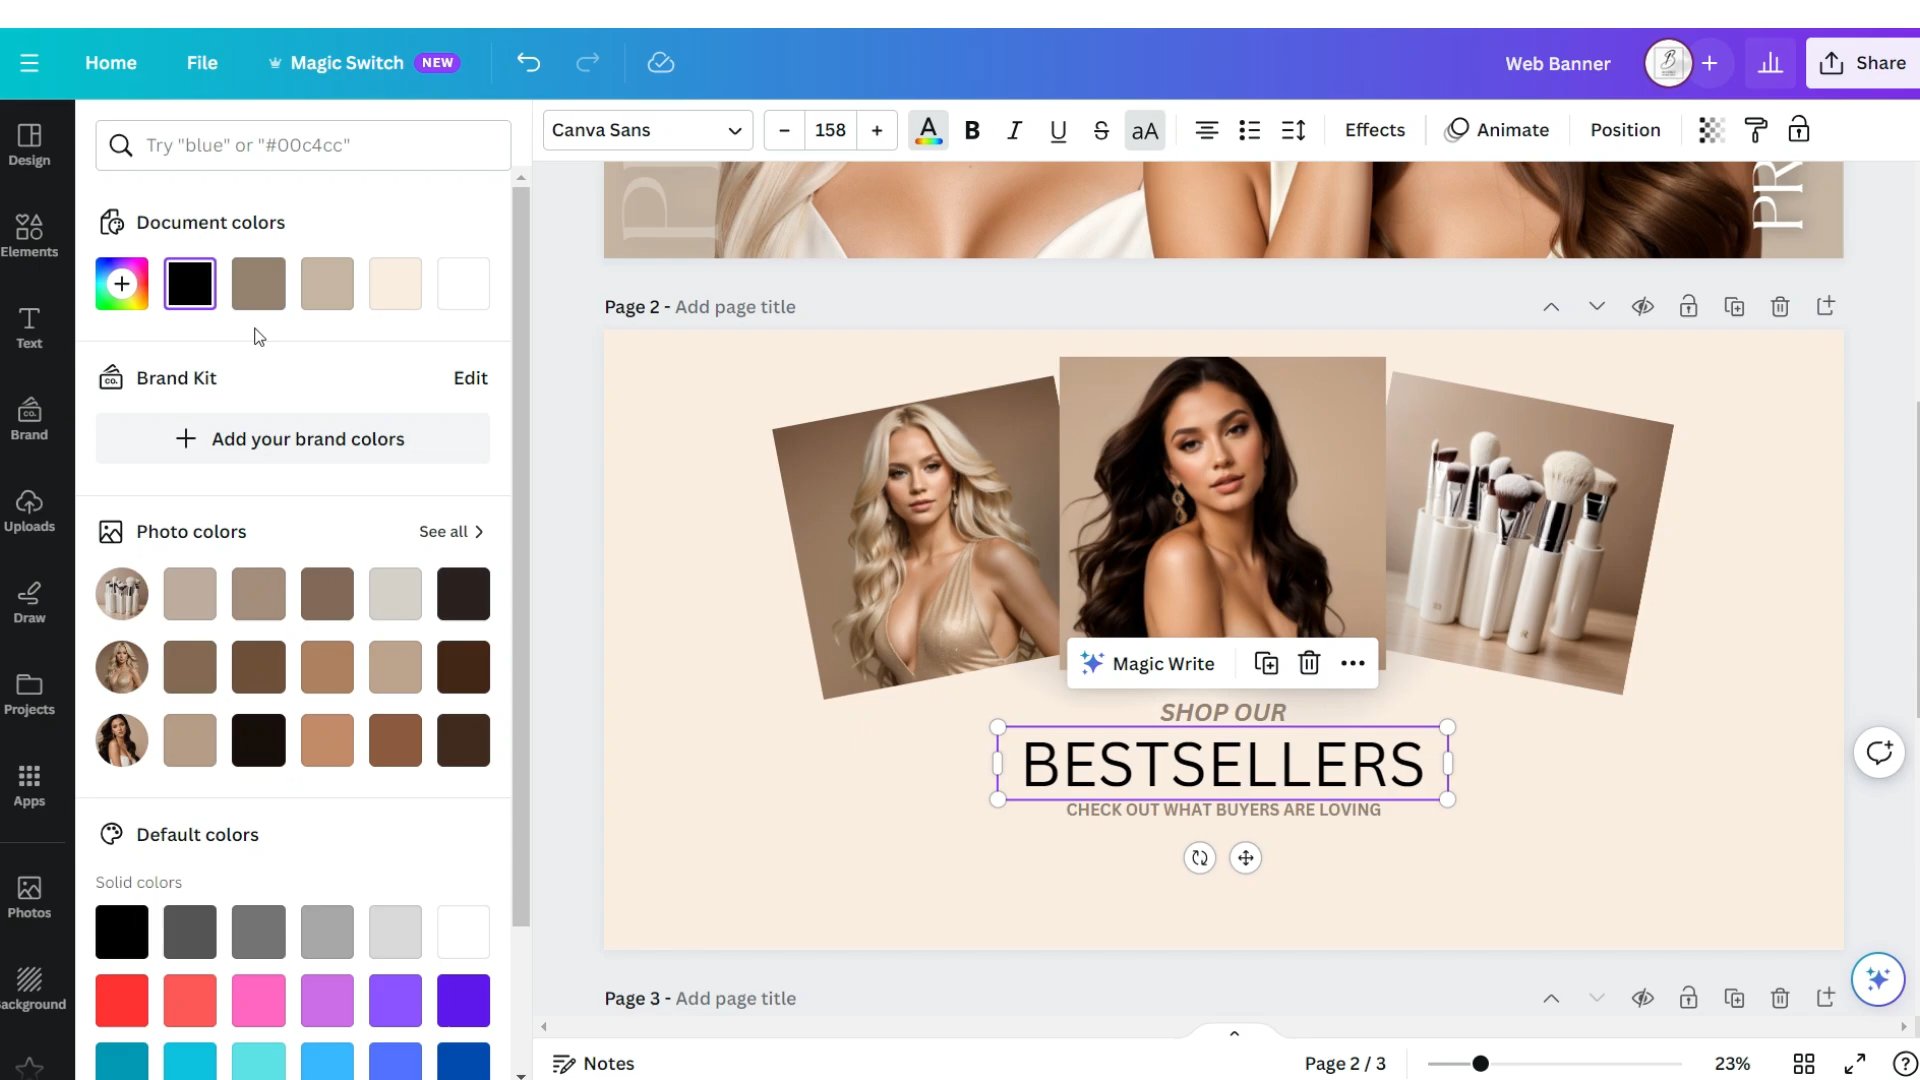 Home File Magic Switch NEW Web Banner Share
Try "blue" or "#00c4cc"
Canva Sans - 158 + A B I U S aA Effects Animate Position
Design
Elements
Text
Brand
Uploads
Draw
Projects
Apps
Photos
ackground
Document colors
Brand Kit Edit
+ Add your brand colors
Photo colors See all
Default colors
Solid colors
PR
Page 2 - Add page title
Magic Write
SHOP OUR
BESTSELLERS
CHECK OUT WHAT BUYERS ARE LOVING
Page 3 - Add page title
Notes Page 2 / 3 23%